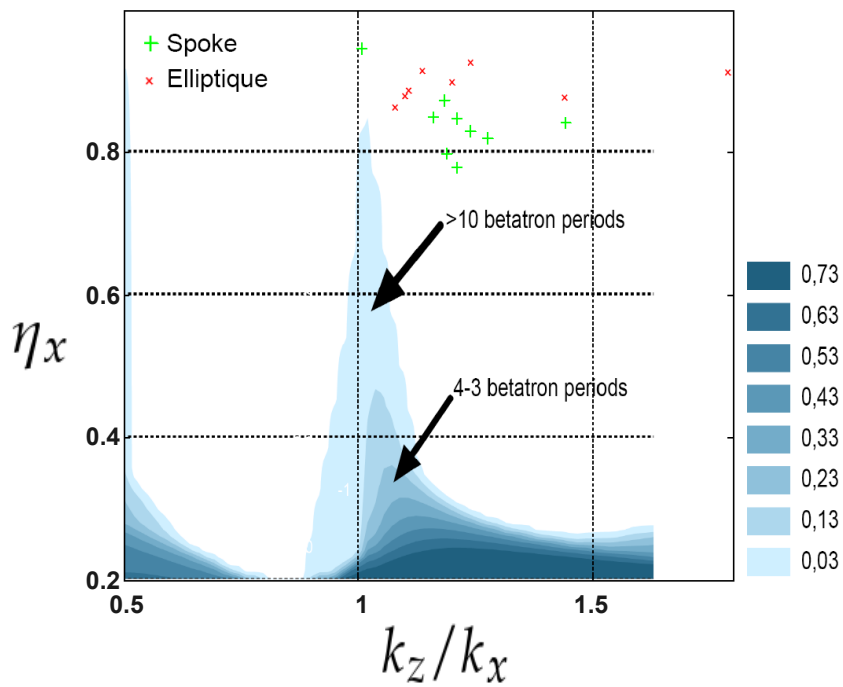 + Spoke
× Elliptique
0.8
>10 betatron periods
0.6
ηx
4-3 betatron periods
0.4
-1
0.2
0.5
1
1.5
kz/kx
0,73
0,63
0,53
0,43
0,33
0,23
0,13
0,03